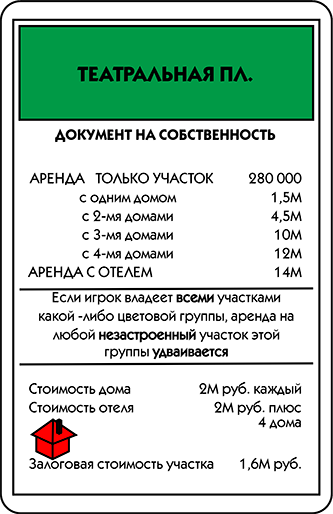 ТЕАТРАЛЬНАЯ ПЛ.
ДОКУМЕНТ НА СОБСТВЕННОСТЬ
АРЕНДА ТОЛЬКО УЧАСТОК 280 000
с одним домом 1,5М
с 2-мя домами 4,5М
с 3-мя домами 10М
с 4-мя домами 12М
АРЕНДА С ОТЕЛЕМ 14М
Если игрок владеет всеми участками
какой -либо цветовой группы, аренда на
любой незастроенный участок этой
группы удваивается
Стоимость дома 2М руб. каждый
Стоимость отеля 2М руб. плюс
4 дома
Залоговая стоимость участка 1,6М руб.